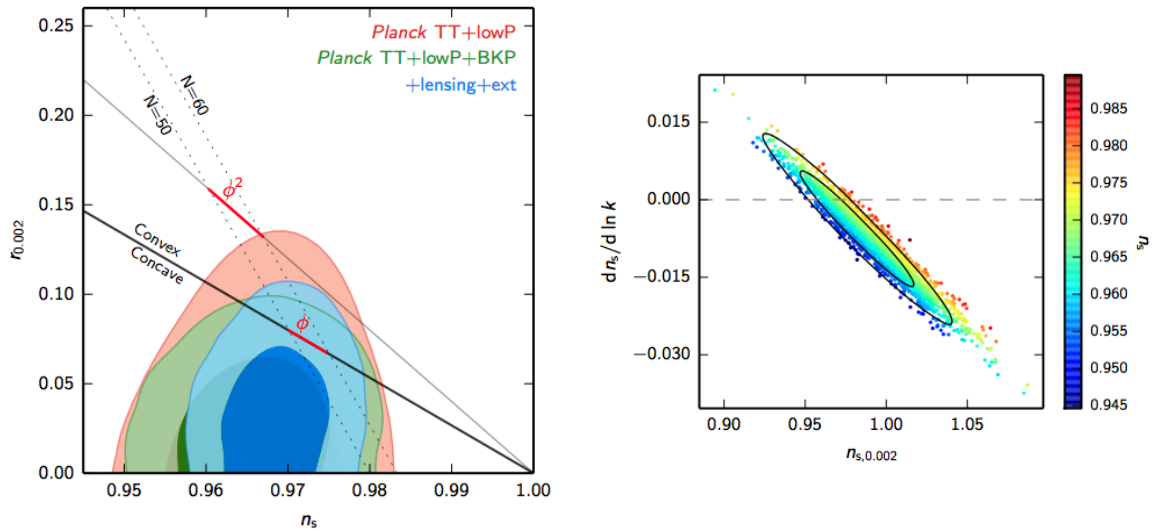 Planck TT+lowP
Planck TT+lowP+BKP
+lensing+ext
N=50
N=60
ϕ²
Convex
Concave
ϕ
0.26
0.20
0.15
0.10
0.05
0.00
r₀.₀₀₂
0.95 0.96 0.97 0.98 0.99 1.00
nₛ
0.015
0.000
−0.015
−0.030
d nₛ/d ln k
0.90 0.95 1.00 1.05
nₛ,₀.₀₀₂
0.985
0.980
0.975
0.970
0.965
0.960
0.955
0.950
0.945
nₛ